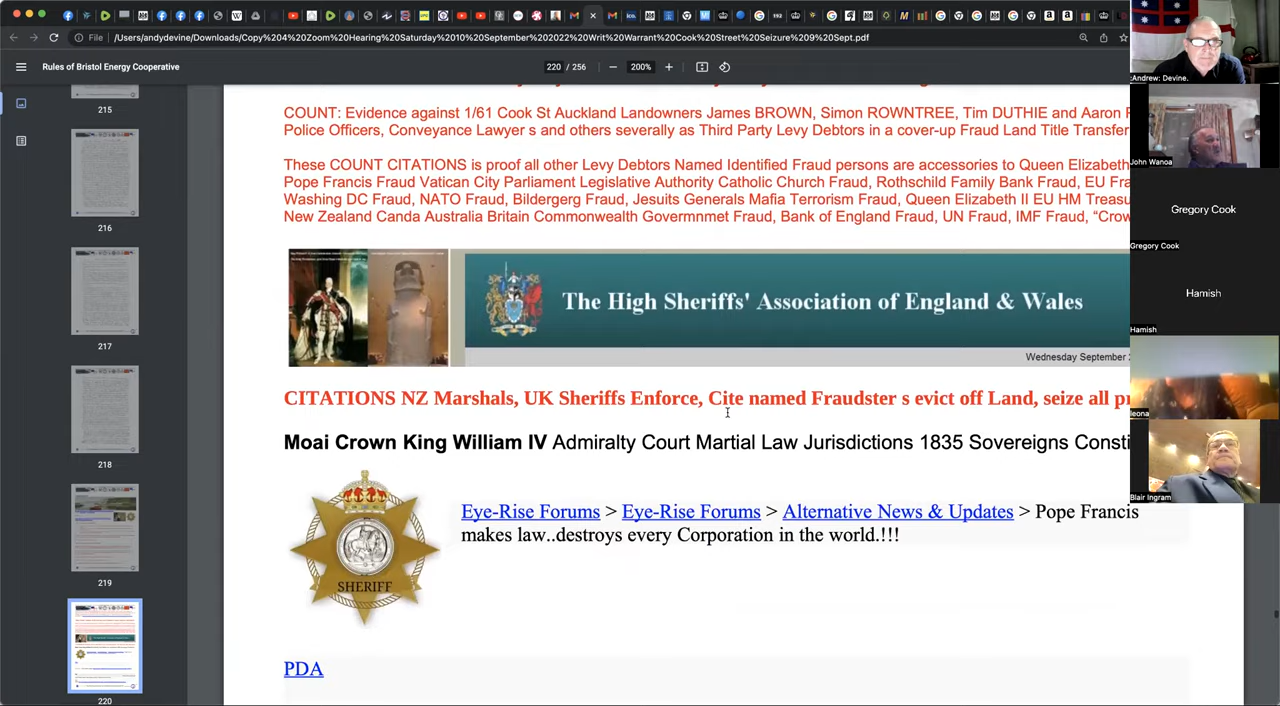 File
/Users/andydevine/Downloads/Copy%204%20Zoom%20Hearing%20Saturday%2010%20September%202022%20Writ%20Warrant%20Cook%20Street%20Seizure%209%20Sept.pdf
Rules of Bristol Energy Cooperative
220 / 256
200%
215
216
217
218
219
220
COUNT: Evidence against 1/61 Cook St Auckland Landowners James BROWN, Simon ROWNTREE, Tim DUTHIE and Aaron
Police Officers, Conveyance Lawyer s and others severally as Third Party Levy Debtors in a cover-up Fraud Land Title Transfer
These COUNT CITATIONS is proof all other Levy Debtors Named Identified Fraud persons are accessories to Queen Elizabeth
Pope Francis Fraud Vatican City Parliament Legislative Authority Catholic Church Fraud, Rothschild Family Bank Fraud, EU Fra
Washing DC Fraud, NATO Fraud, Bildergerg Fraud, Jesuits Generals Mafia Terrorism Fraud, Queen Elizabeth II EU HM Treasu
New Zealand Canda Australia Britain Commonwealth Govermnmet Fraud, Bank of England Fraud, UN Fraud, IMF Fraud, “Crow
The High Sheriffs' Association of England & Wales
Wednesday September
CITATIONS NZ Marshals, UK Sheriffs Enforce, Cite named Fraudster s evict off Land, seize all p
Moai Crown King William IV Admiralty Court Martial Law Jurisdictions 1835 Sovereigns Consti
SHERIFF
Eye-Rise Forums > Eye-Rise Forums > Alternative News & Updates > Pope Francis
makes law..destroys every Corporation in the world.!!!
PDA
:Andrew: Devine.
John Wanoa
Gregory Cook
Gregory Cook
Hamish
Hamish
leona
Blair Ingram